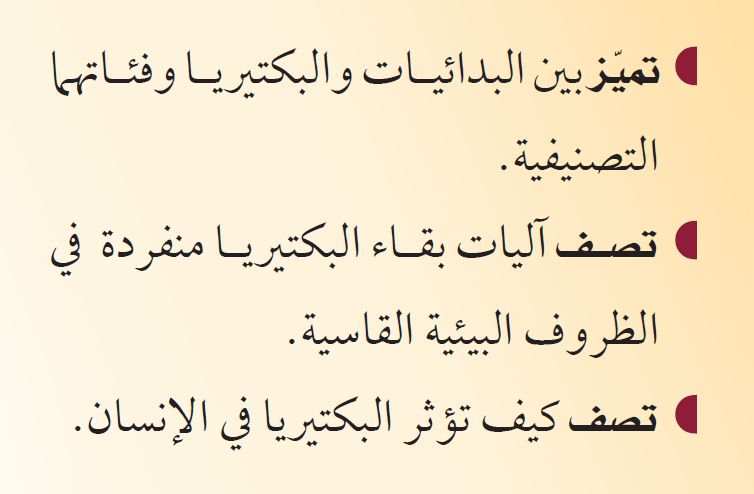 تميّز بين البدائيات والبكتيريا وفئاتهما
التصنيفية.
تصف آليات بقاء البكتيريا منفردة في
الظروف البيئية القاسية.
تصف كيف تؤثر البكتيريا في الإنسان.